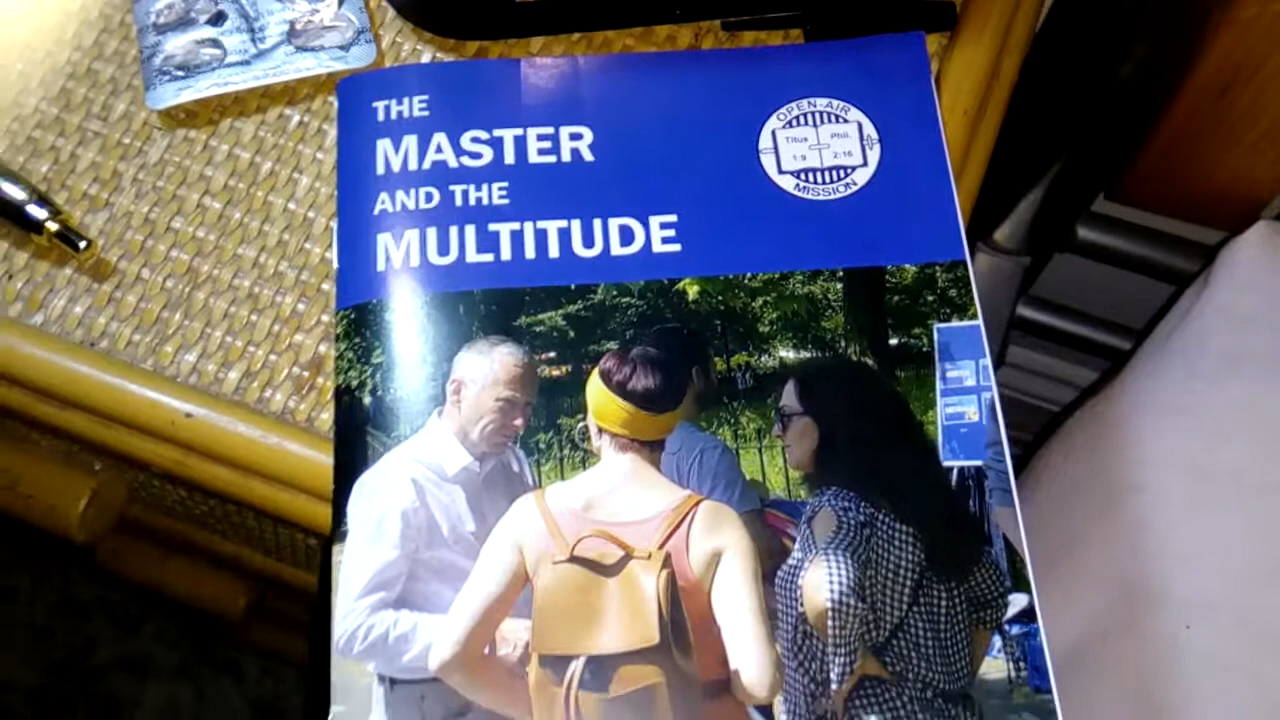 THE
MASTER
AND THE
MULTITUDE
OPEN-AIR
Titus Phil.
1:9 2:16
MISSION